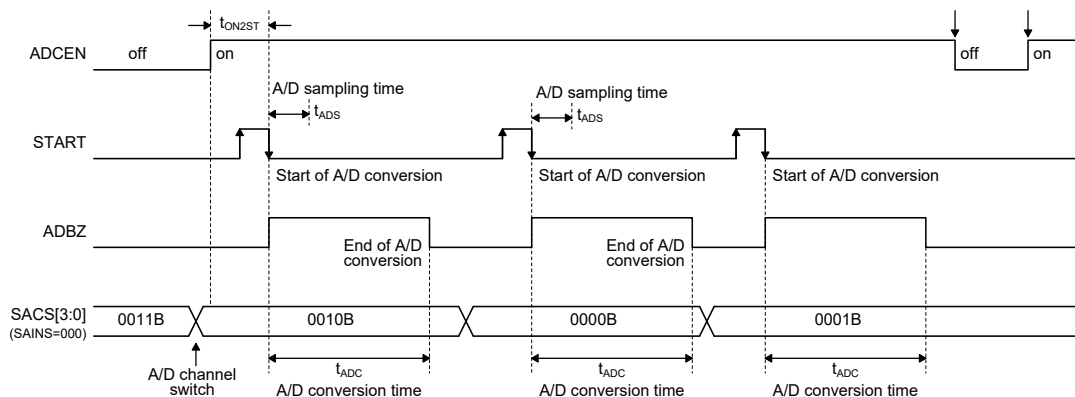 tON2ST
ADCEN
off
on
off
on
A/D sampling time
tADS
A/D sampling time
tADS
START
Start of A/D conversion
Start of A/D conversion
Start of A/D conversion
ADBZ
End of A/D
conversion
End of A/D
conversion
SACS[3:0]
(SAINS=000)
0011B
0010B
0000B
0001B
A/D channel
switch
tADC
A/D conversion time
tADC
A/D conversion time
tADC
A/D conversion time